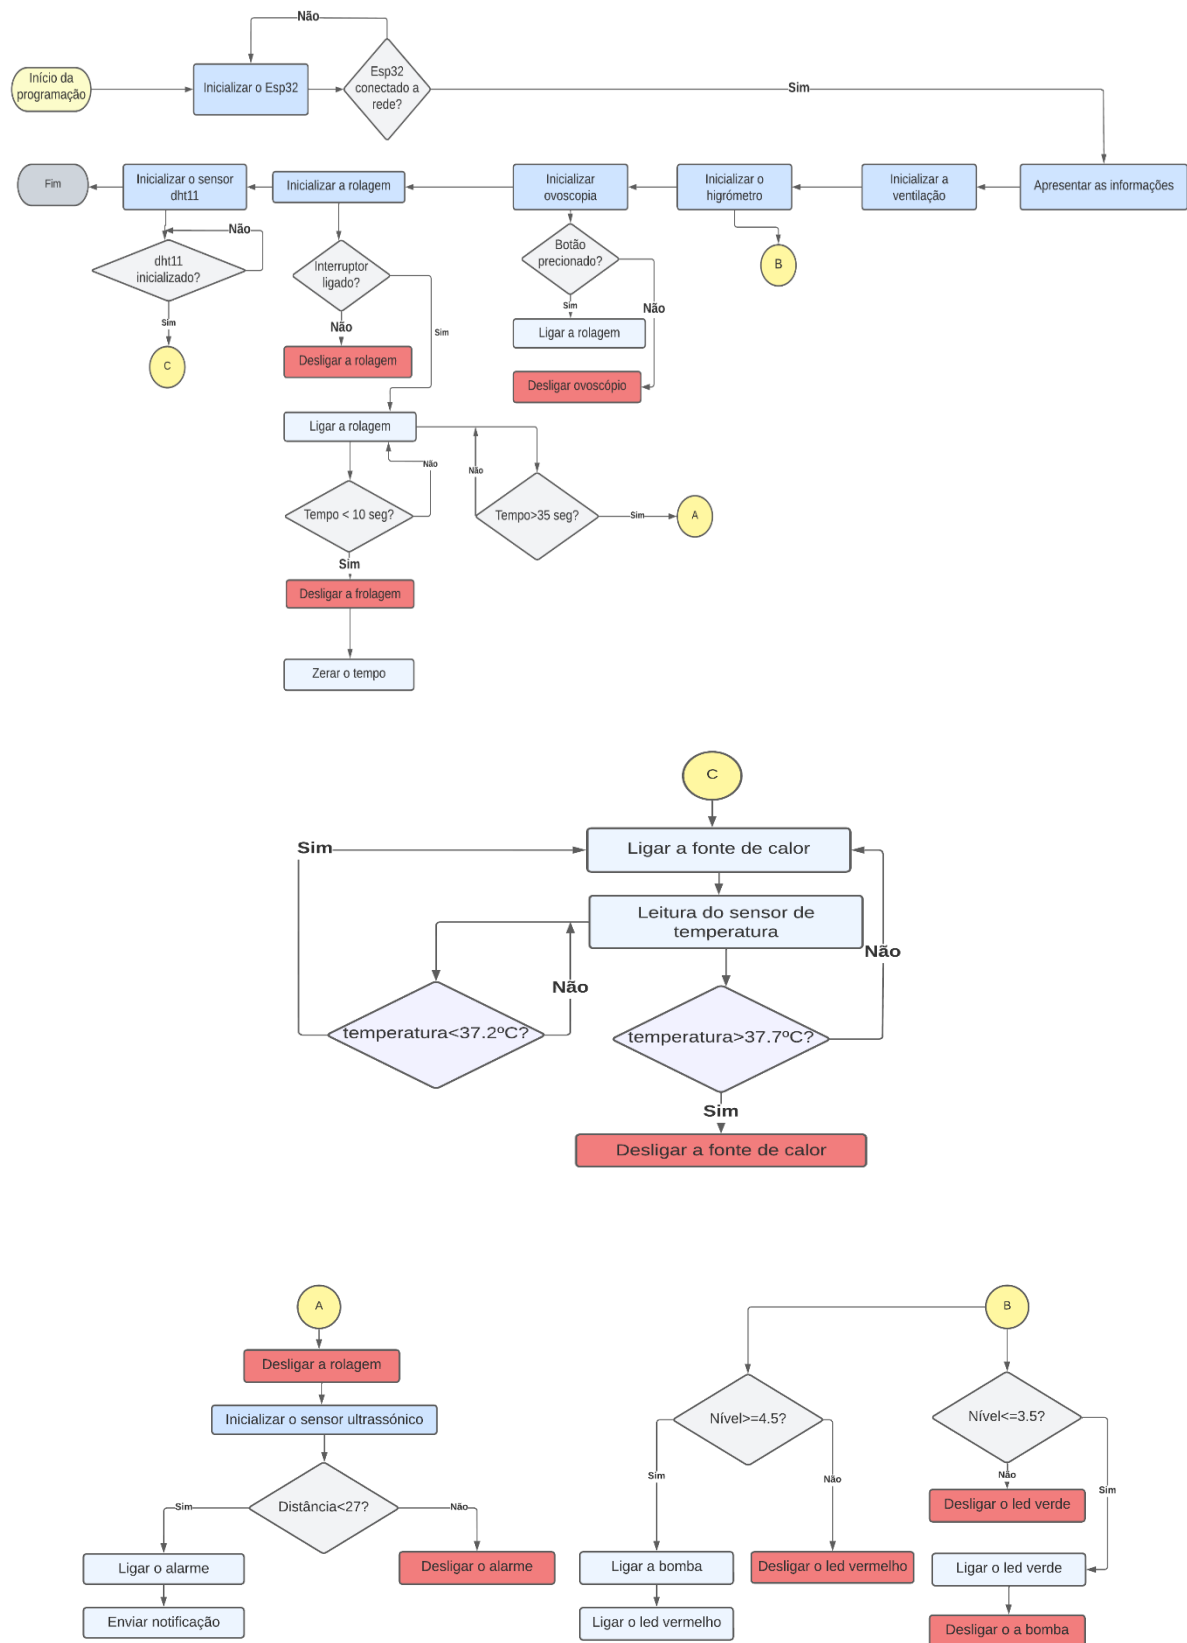 Não
Início da
programação
Inicializar o Esp32
Esp32
conectado a
rede?
Sim
Fim
Inicializar o sensor
dht11
Inicializar a rolagem
Inicializar
ovoscopia
Inicializar o
higrómetro
Inicializar a
ventilação
Apresentar as informações
Não
dht11
inicializado?
Sim
C
Interruptor
ligado?
Não
Sim
Desligar a rolagem
Botão
precionado?
Sim
Não
Ligar a rolagem
Desligar ovoscópio
B
Ligar a rolagem
Não
Não
Tempo < 10 seg?
Tempo>35 seg?
Sim
A
Sim
Desligar a frolagem
Zerar o tempo
C
Sim
Ligar a fonte de calor
Leitura do sensor de
temperatura
Não
Não
temperatura<37.2ºC?
temperatura>37.7ºC?
Sim
Desligar a fonte de calor
A
Desligar a rolagem
Inicializar o sensor ultrassónico
Distância<27?
Sim
Não
Ligar o alarme
Desligar o alarme
Enviar notificação
B
Nível>=4.5?
Nível<=3.5?
Sim
Não
Não
Sim
Desligar o led verde
Ligar a bomba
Desligar o led vermelho
Ligar o led verde
Ligar o led vermelho
Desligar o a bomba